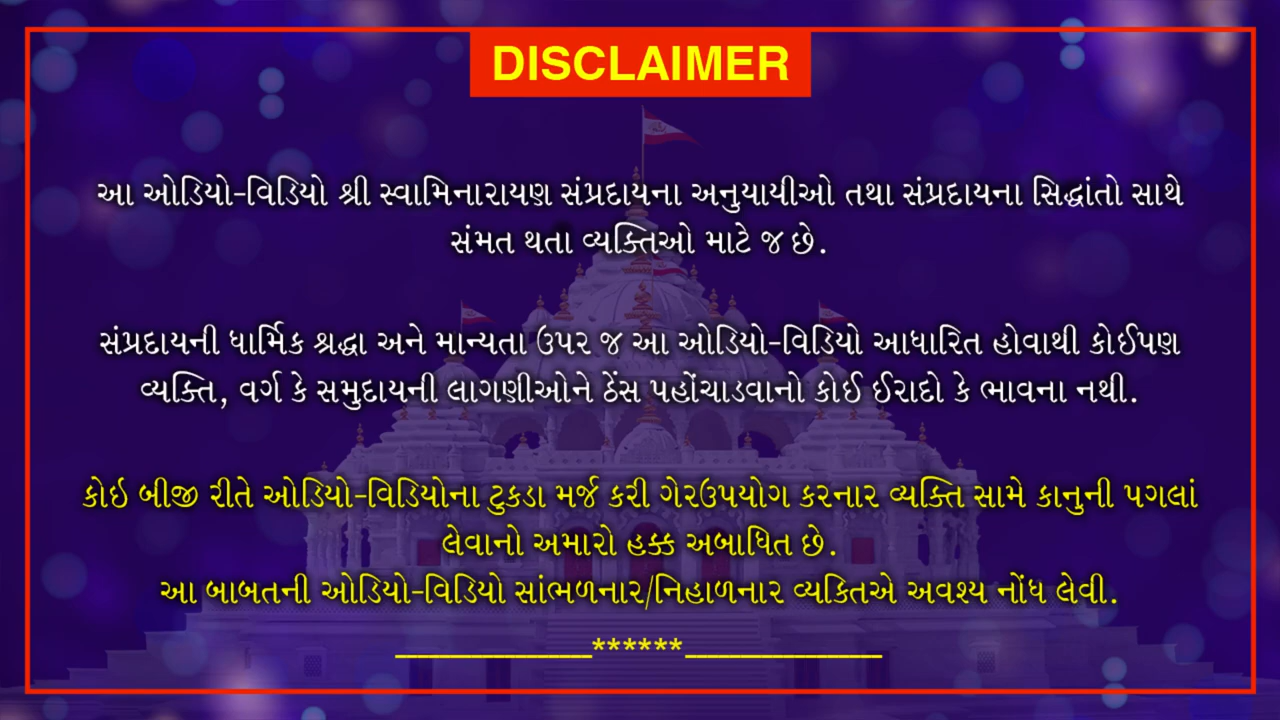 DISCLAIMER
આ ઓડિયો-વિડિયો શ્રી સ્વામિનારાયણ સંપ્રદાયના અનુયાયીઓ તથા સંપ્રદાયના સિદ્ધાંતો સાથે
સંમત થતા વ્યક્તિઓ માટે જ છે.
સંપ્રદાયની ધાર્મિક શ્રદ્ધા અને માન્યતા ઉપર જ આ ઓડિયો-વિડિયો આધારિત હોવાથી કોઈપણ
વ્યક્તિ, વર્ગ કે સમુદાયની લાગણીઓને ઠેંસ પહોંચાડવાનો કોઈ ઈરાદો કે ભાવના નથી.
કોઇ બીજી રીતે ઓડિયો-વિડિયોના ટુકડા મર્જ કરી ગેરઉપયોગ કરનાર વ્યક્તિ સામે કાનુની પગલાં
લેવાનો અમારો હક્ક અબાધિત છે.
આ બાબતની ઓડિયો-વિડિયો સાંભળનાર/નિહાળનાર વ્યકિતએ અવશ્ય નોંધ લેવી.
______________******______________